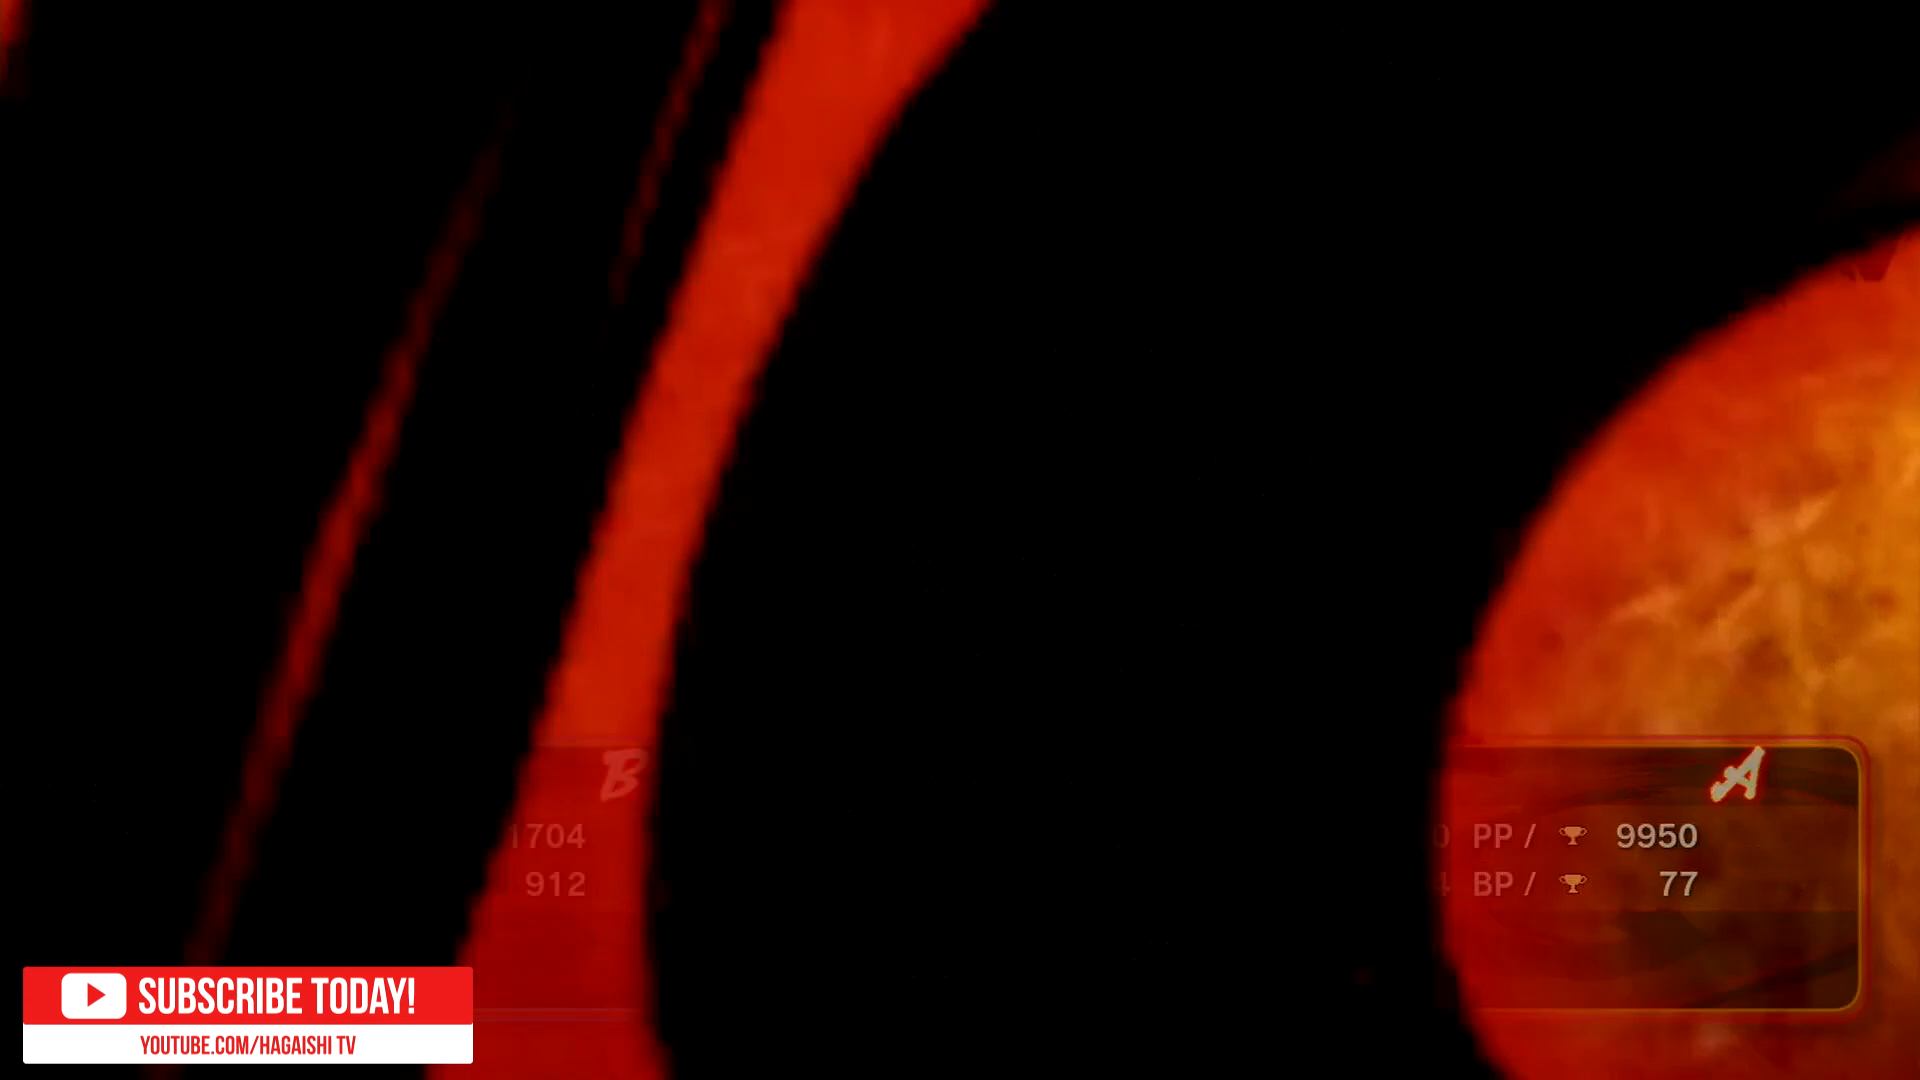 B
1704
912
A
PP / 9950
BP / 77
SUBSCRIBE TODAY!
YOUTUBE.COM/HAGAISHI TV